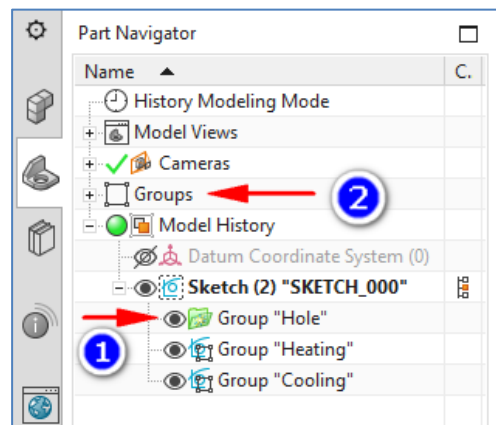 Part Navigator
Name C.
History Modeling Mode
Model Views
Cameras
Groups
2
Model History
Datum Coordinate System (0)
Sketch (2) "SKETCH_000"
Group "Hole"
1
Group "Heating"
Group "Cooling"